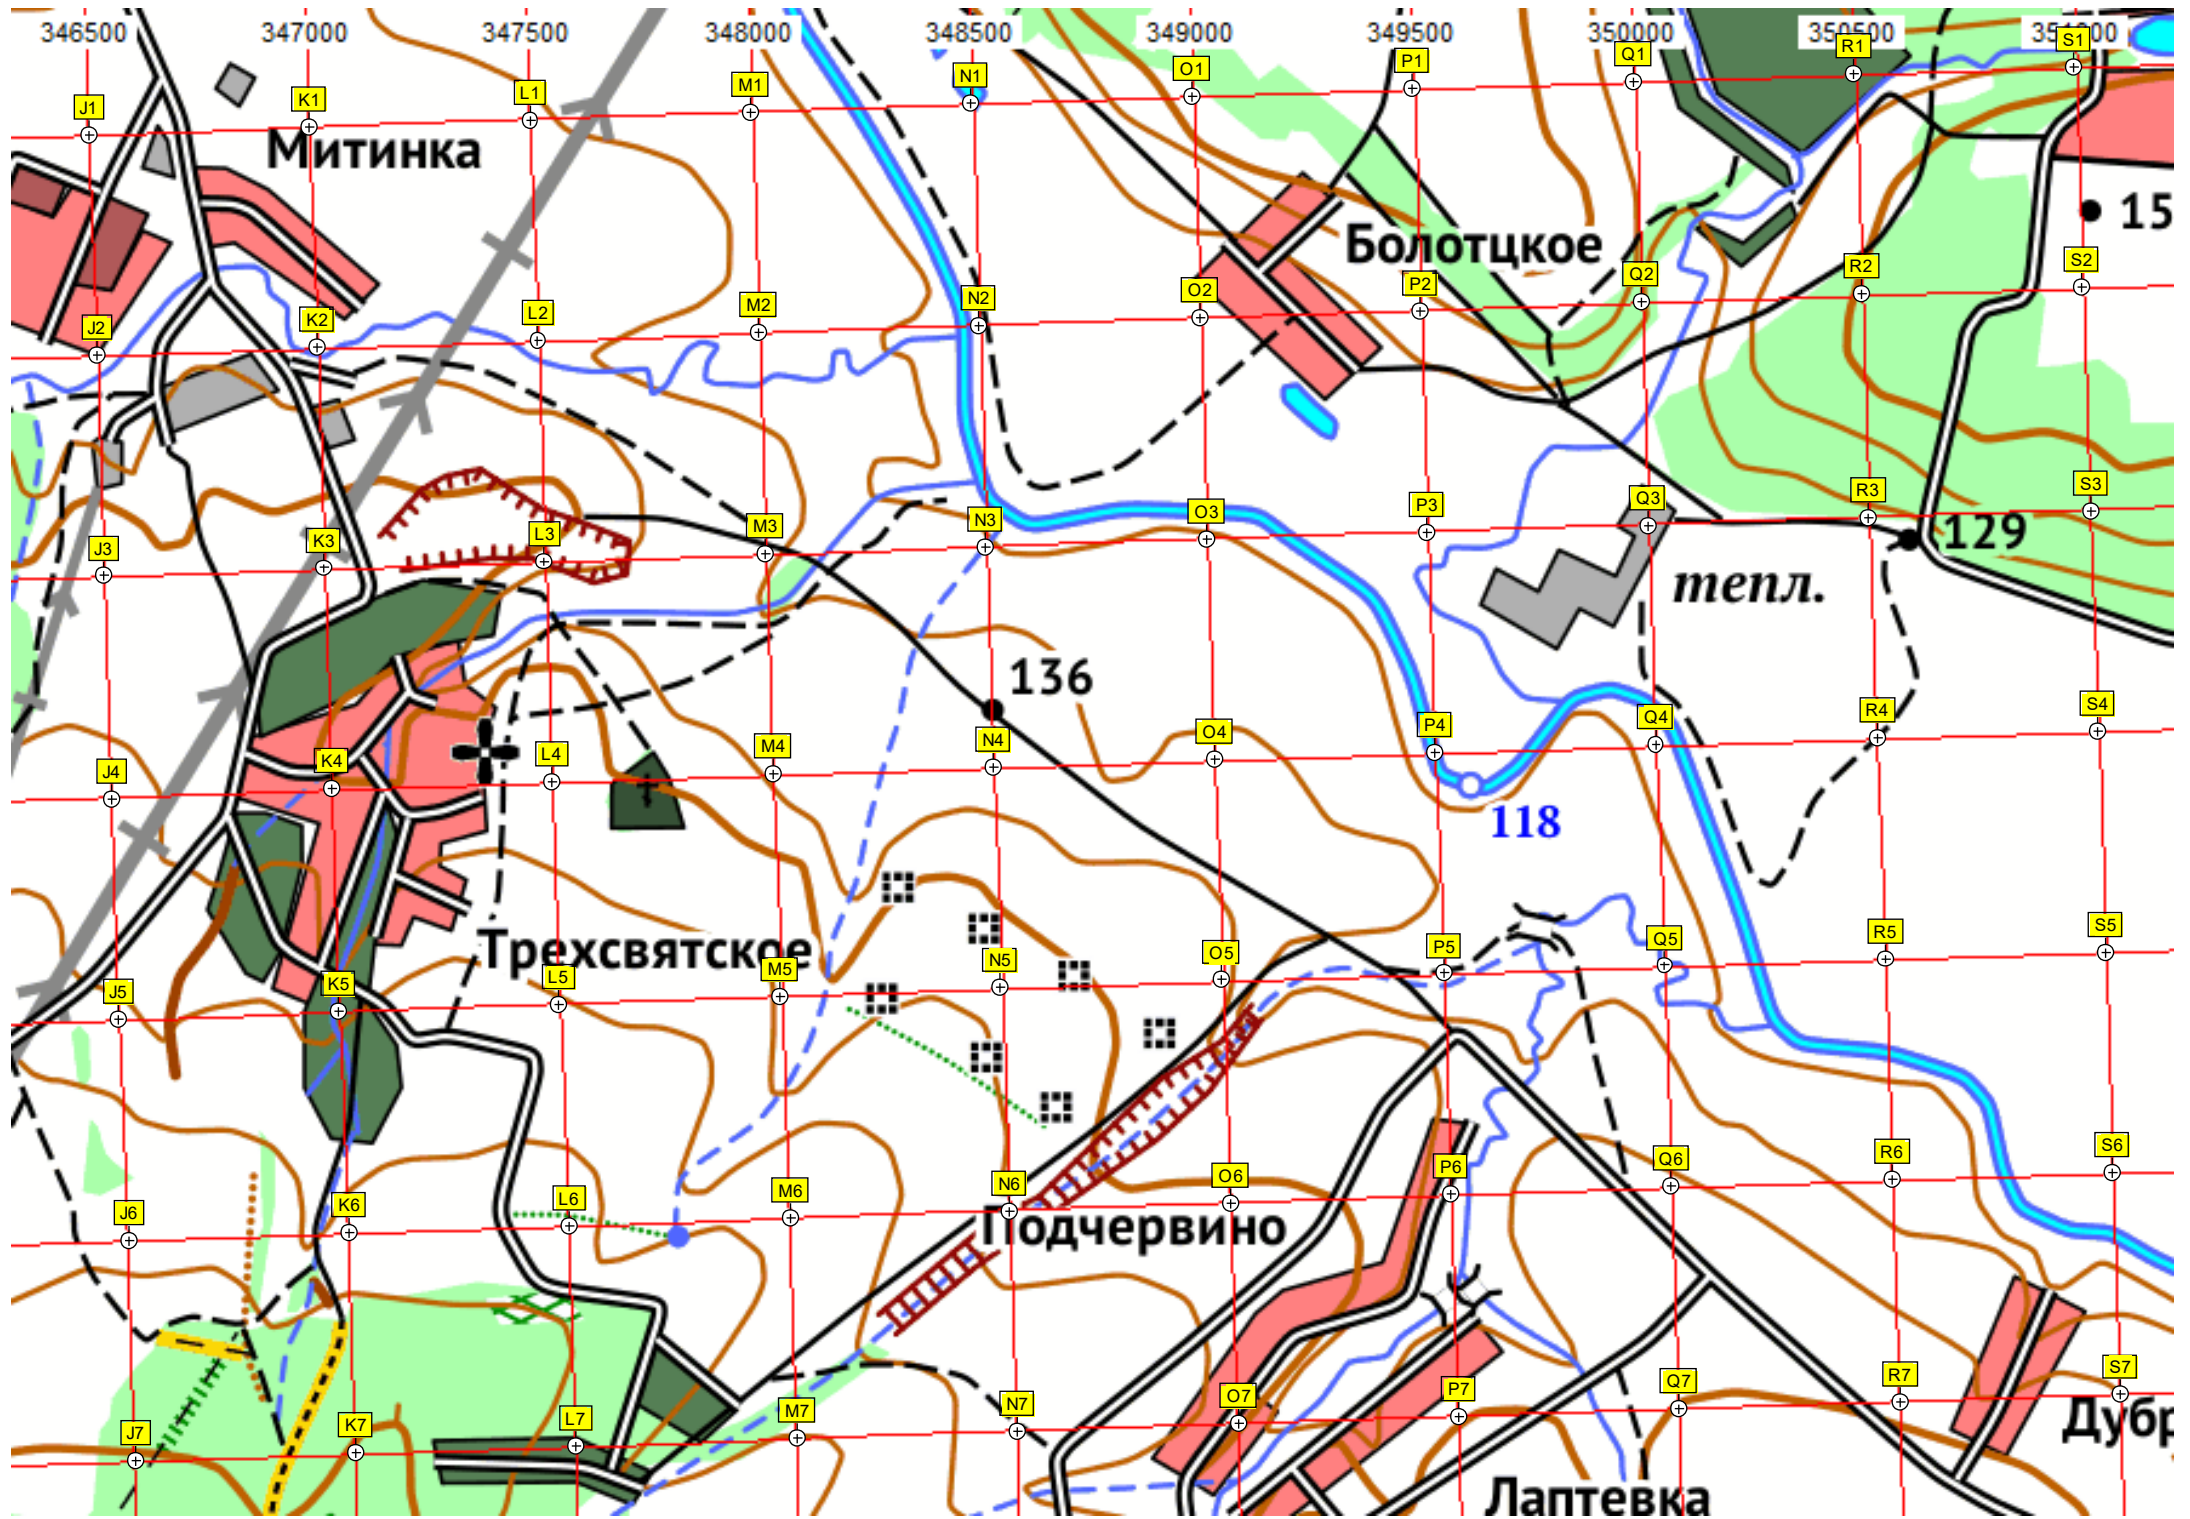 346500 347000 347500 348000 348500 349000 349500 350000 350500
J1 K1 L1 M1 N1 O1 P1 Q1 R1 S1
Митинка
15
Болотцкое
J2 K2 L2 M2 N2 O2 P2 Q2 R2 S2
J3 K3 L3 M3 N3 O3 P3 Q3 R3 S3
129
тепл.
136
J4 K4 L4 M4 N4 O4 P4 Q4 R4 S4
118
Трехсвятское
J5 K5 L5 M5 N5 O5 P5 Q5 R5 S5
J6 K6 L6 M6 N6 O6 P6 Q6 R6 S6
Подчервино
J7 K7 L7 M7 N7 O7 P7 Q7 R7 S7
Дубр
Лаптевка